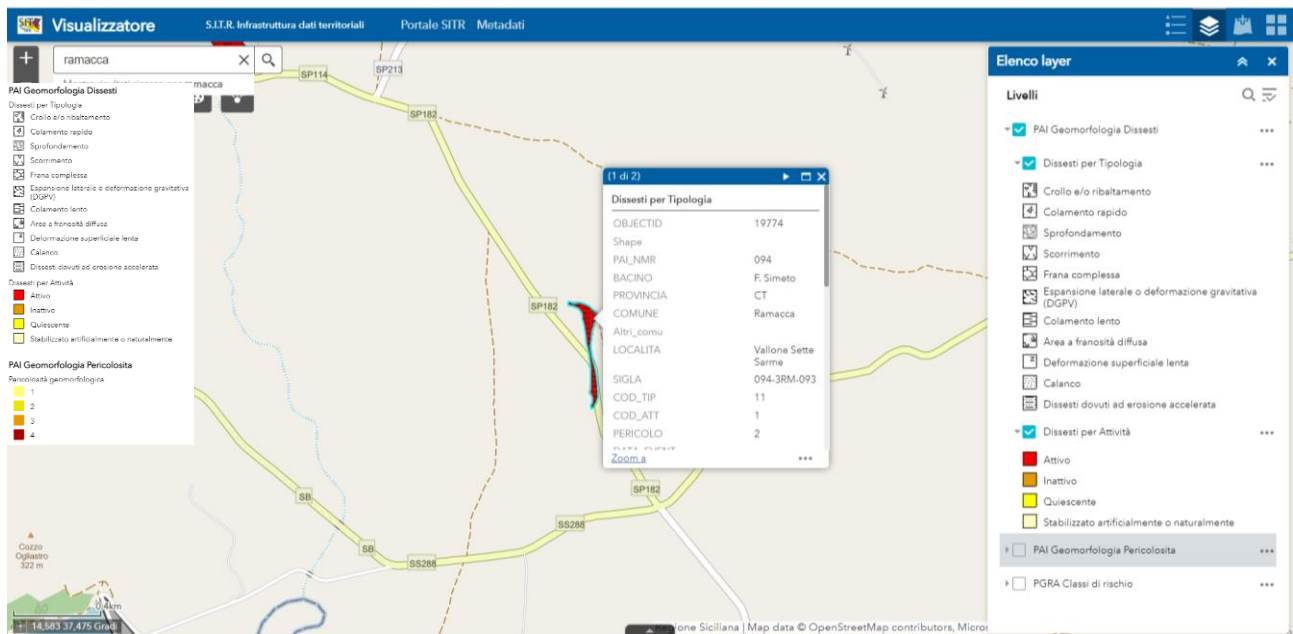 Visualizzatore
S.I.T.R. Infrastruttura dati territoriali
Portale SITR
Metadati
ramacca
PAI Geomorfologia Dissesti
Dissesti per Tipologia
Crollo e/o ribaltamento
Colamento rapido
Sprofondamento
Scorrimento
Frana complessa
Espansione laterale o deformazione gravitativa
(DGPV)
Colamento lento
Area a franosità diffusa
Deformazione superficiale lenta
Calanco
Dissesti dovuti ad erosione accelerata
Dissesti per Attività
Attivo
Inattivo
Quiescente
Stabilizzato artificialmente o naturalmente
PAI Geomorfologia Pericolosita
Pericolosità geomorfologica
1
2
3
4
SP114
SP213
SP182
SP182
SP182
SB
SB
SS288
SS288
Cozzo
Ogliastro
322 m
0,4km
14,583 37,475 Gradi
(1 di 2)
Dissesti per Tipologia
OBJECTID 19774
Shape
PAI_NMR 094
BACINO F. Simeto
PROVINCIA CT
COMUNE Ramacca
Altri_comu
LOCALITA Vallone Sette
Sarme
SIGLA 094-3RM-093
COD_TIP 11
COD_ATT 1
PERICOLO 2
Zoom a
Elenco layer
Livelli
PAI Geomorfologia Dissesti
Dissesti per Tipologia
Crollo e/o ribaltamento
Colamento rapido
Sprofondamento
Scorrimento
Frana complessa
Espansione laterale o deformazione gravitativa
(DGPV)
Colamento lento
Area a franosità diffusa
Deformazione superficiale lenta
Calanco
Dissesti dovuti ad erosione accelerata
Dissesti per Attività
Attivo
Inattivo
Quiescente
Stabilizzato artificialmente o naturalmente
PAI Geomorfologia Pericolosita
PGRA Classi di rischio
Siciliana | Map data © OpenStreetMap contributors, Micros